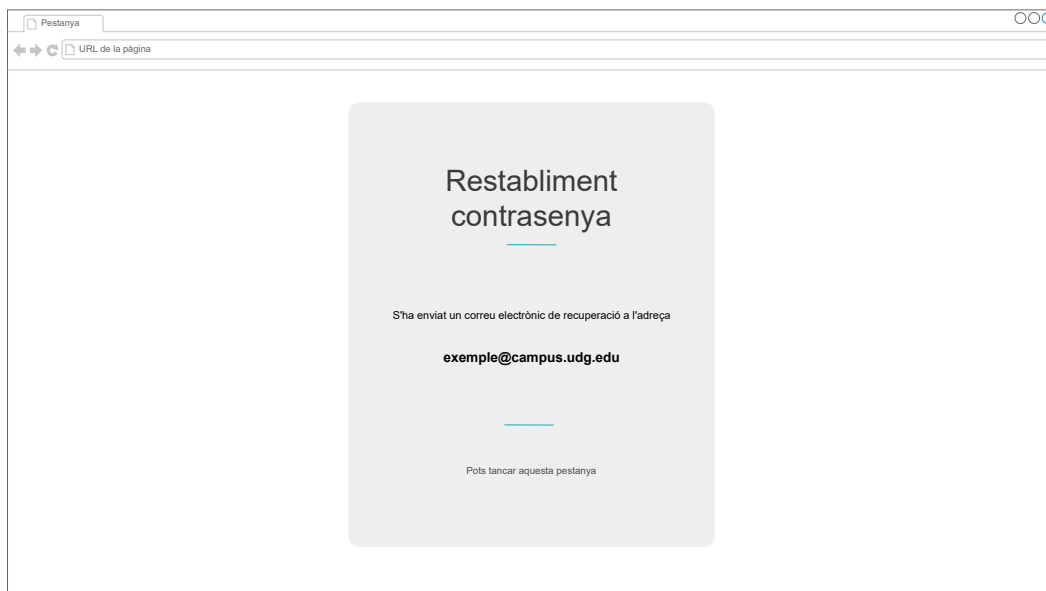 Pestanya
URL de la página
Restabliment
contrasenya
S'ha enviat un correu electrònic de recuperació a l'adreça
exemple@campus.udg.edu
Pots tancar aquesta pestanya